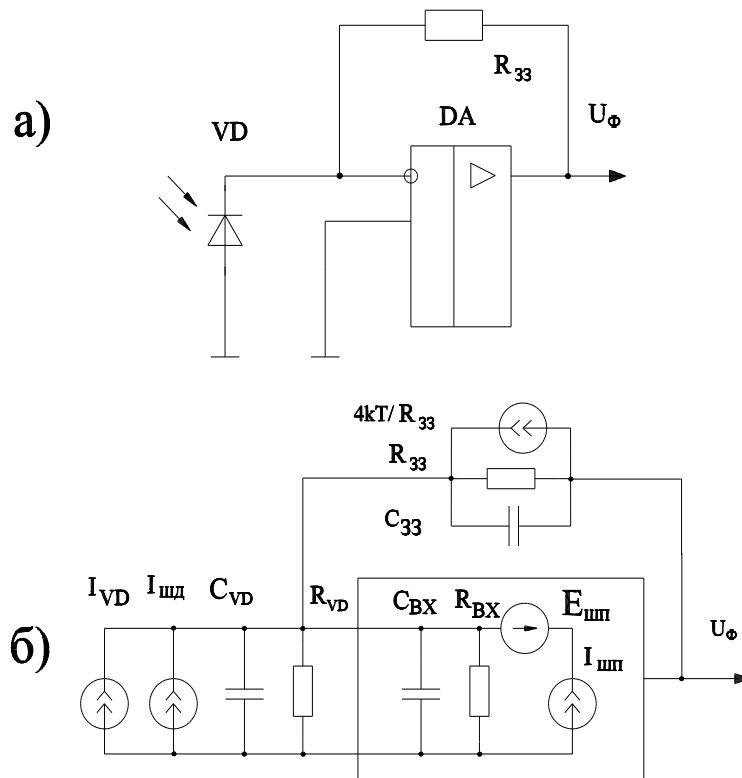 R33
а)
VD
DA
UФ
4kT/ R33
R33
C33
IVD
IШД
CVD
RVD
CВХ
RВХ
EШП
IШП
UФ
б)